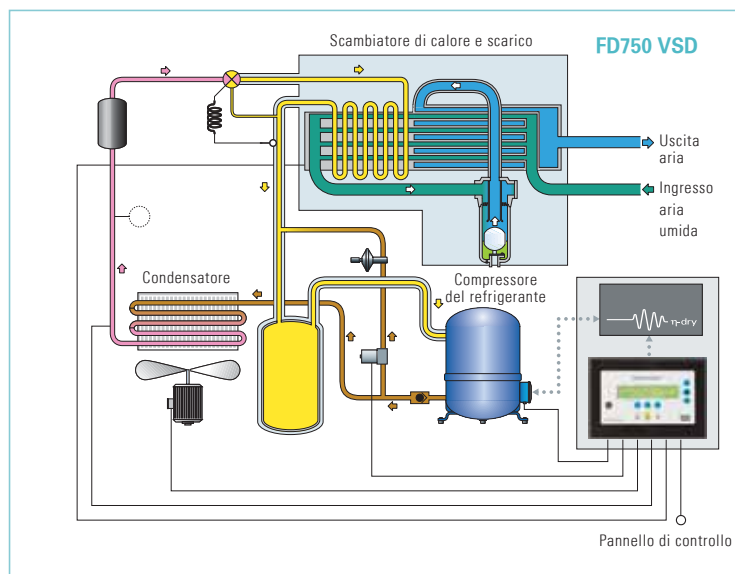 Scambiatore di calore e scarico
FD750 VSD
Uscita
aria
Ingresso
aria
umida
Condensatore
Compressore
del refrigerante
η-dry
Pannello di controllo